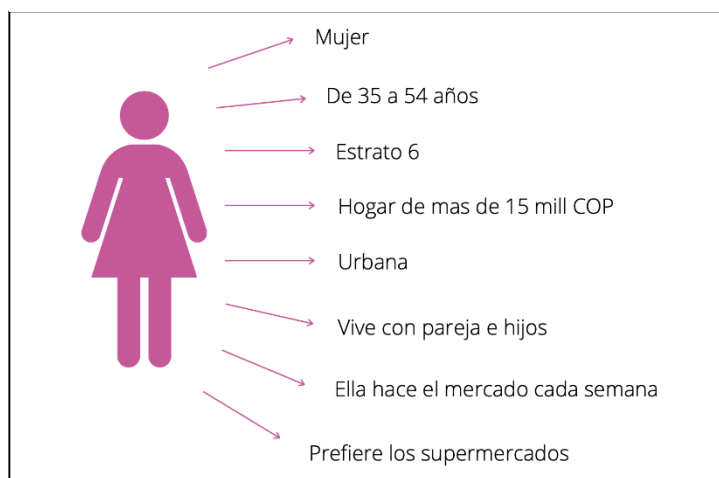 Mujer
De 35 a 54 años
Estrato 6
Hogar de mas de 15 mill COP
Urbana
Vive con pareja e hijos
Ella hace el mercado cada semana
Prefiere los supermercados